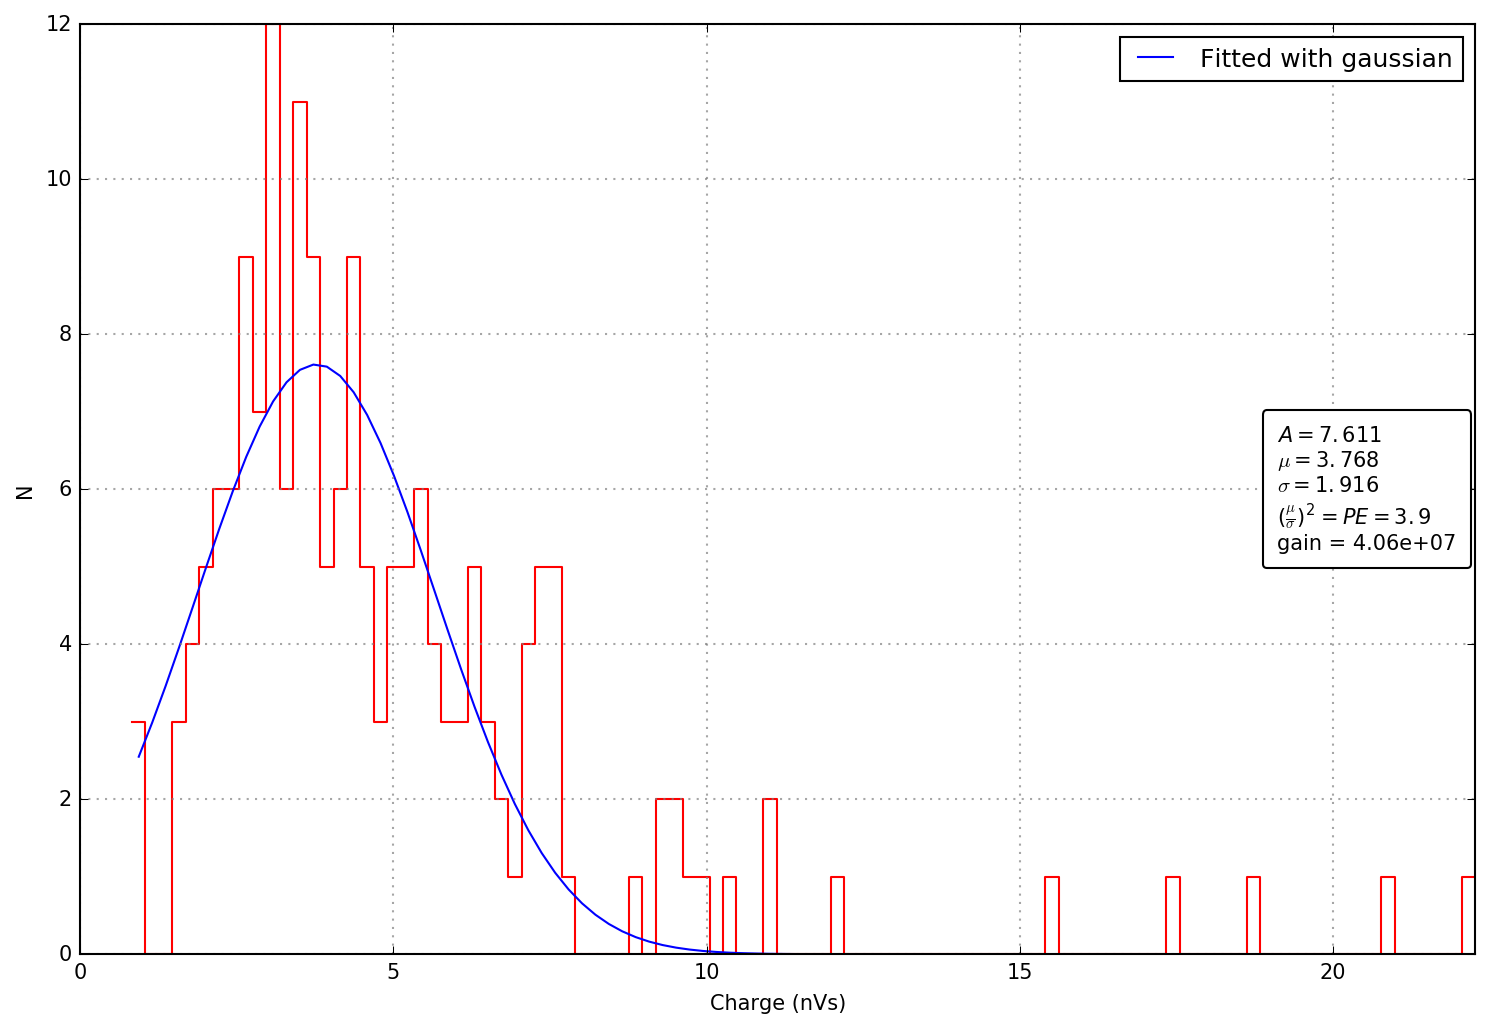 12
10
8
6
4
2
0
N
0 5 10 15 20
Charge (nVs)
Fitted with gaussian
A = 7.611
μ = 3.768
σ = 1.916
(μ/σ)² = PE = 3.9
gain = 4.06e+07